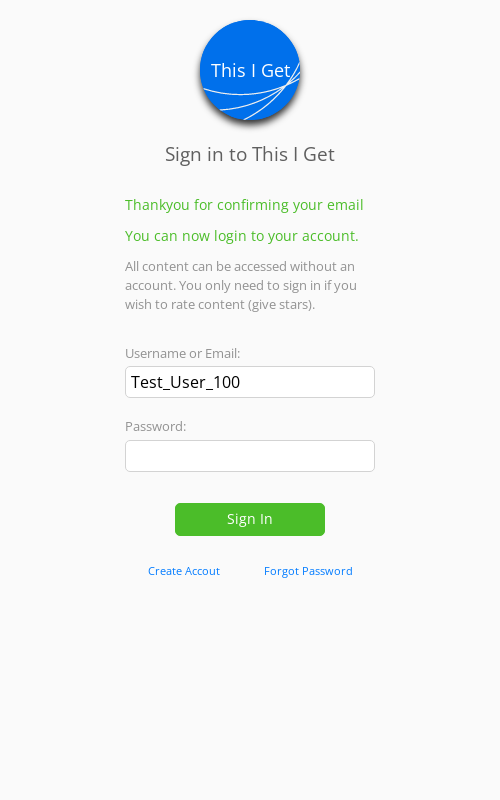 This I Get
Sign in to This I Get
Thankyou for confirming your email
You can now login to your account.
All content can be accessed without an
account. You only need to sign in if you
wish to rate content (give stars).
Username or Email:
Test_User_100
Password:
Sign In
Create Accout
Forgot Password